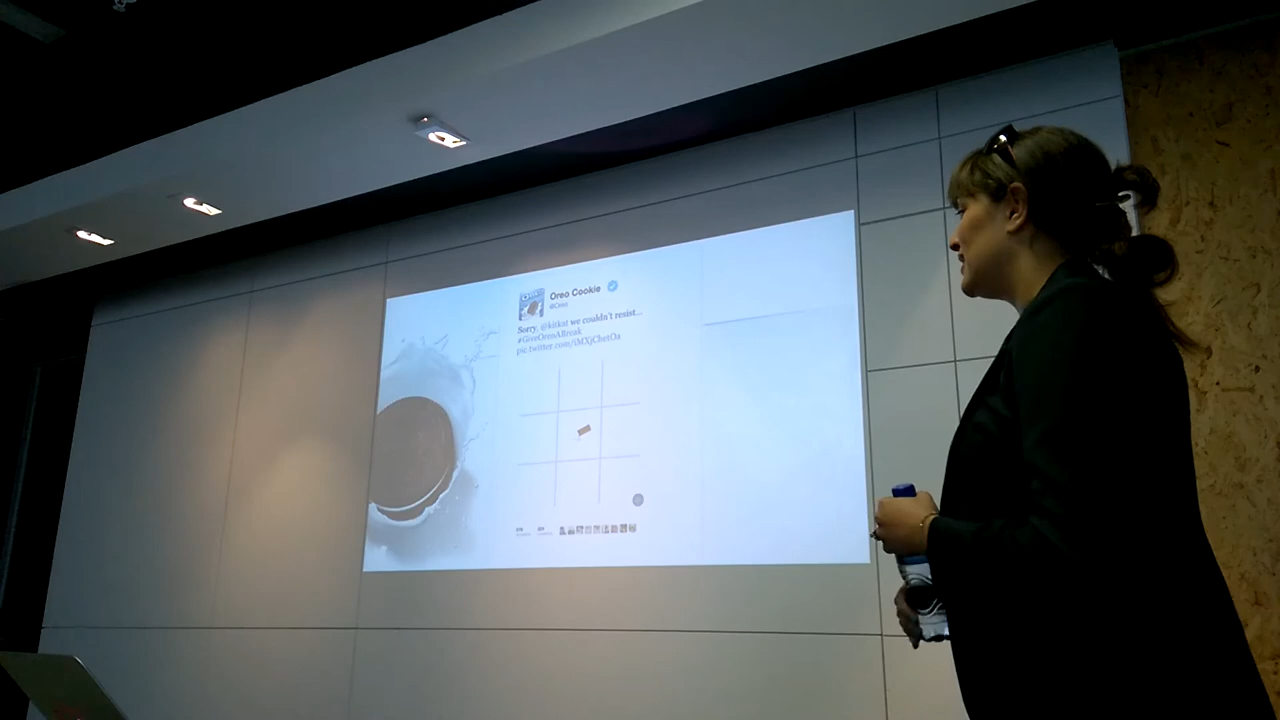 Oreo Cookie
@Oreo
Sorry, @kitkat we couldn't resist...
#GiveOreoABreak
pic.twitter.com/iMXjChetOa